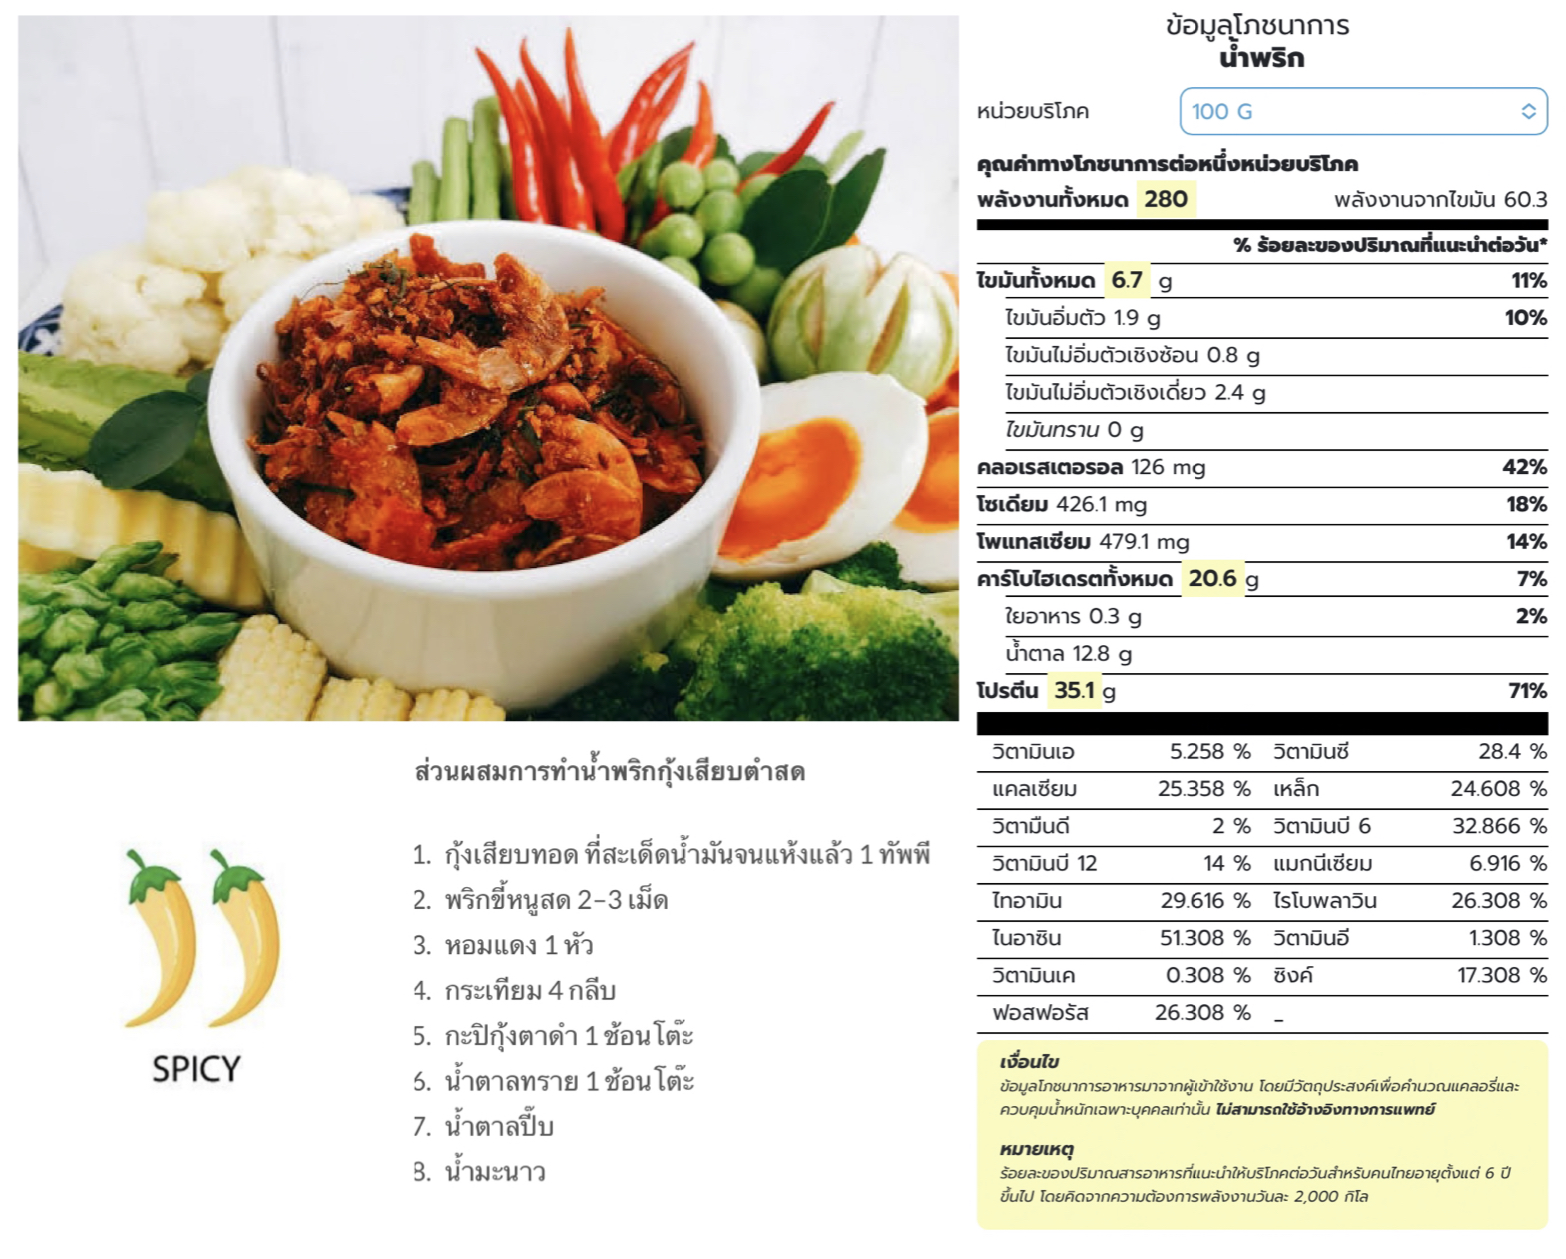 ข้อมูลโภชนาการ
น้ำพริก
หน่วยบริโภค 100 G
คุณค่าทางโภชนาการต่อหนึ่งหน่วยบริโภค
พลังงานทั้งหมด 280 พลังงานจากไขมัน 60.3
% ร้อยละของปริมาณที่แนะนำต่อวัน*
ไขมันทั้งหมด 6.7 g 11%
ไขมันอิ่มตัว 1.9 g 10%
ไขมันไม่อิ่มตัวเชิงซ้อน 0.8 g
ไขมันไม่อิ่มตัวเชิงเดี่ยว 2.4 g
ไขมันทราน 0 g
คลอเรสเตอรอล 126 mg 42%
โซเดียม 426.1 mg 18%
โพแทสเซียม 479.1 mg 14%
คาร์โบไฮเดรตทั้งหมด 20.6 g 7%
ใยอาหาร 0.3 g 2%
น้ำตาล 12.8 g
โปรตีน 35.1 g 71%
วิตามินเอ 5.258 % วิตามินซี 28.4 %
แคลเซียม 25.358 % เหล็ก 24.608 %
วิตามืนดี 2 % วิตามินบี 6 32.866 %
วิตามินบี 12 14 % แมกนีเซียม 6.916 %
ไทอามิน 29.616 % ไรโบพลาวิน 26.308 %
ไนอาซิน 51.308 % วิตามินอี 1.308 %
วิตามินเค 0.308 % ซิงค์ 17.308 %
ฟอสฟอรัส 26.308 % _
เงื่อนไข
ข้อมูลโภชนาการอาหารมาจากผู้เข้าใช้งาน โดยมีวัตถุประสงค์เพื่อคำนวณแคลอรี่และ
ควบคุมน้ำหนักเฉพาะบุคคลเท่านั้น ไม่สามารถใช้อ้างอิงทางการแพทย์
หมายเหตุ
ร้อยละของปริมาณสารอาหารที่แนะนำให้บริโภคต่อวันสำหรับคนไทยอายุตั้งแต่ 6 ปี
ขึ้นไป โดยคิดจากความต้องการพลังงานวันละ 2,000 กิโล
ส่วนผสมการทำน้ำพริกกุ้งเสียบตำสด
1. กุ้งเสียบทอด ที่สะเด็ดน้ำมันจนแห้งแล้ว 1 ทัพพี
2. พริกขี้หนูสด 2–3 เม็ด
3. หอมแดง 1 หัว
4. กระเทียม 4 กลีบ
5. กะปิกุ้งตาดำ 1 ช้อนโต๊ะ
6. น้ำตาลทราย 1 ช้อนโต๊ะ
7. น้ำตาลปี๊บ
8. น้ำมะนาว
SPICY